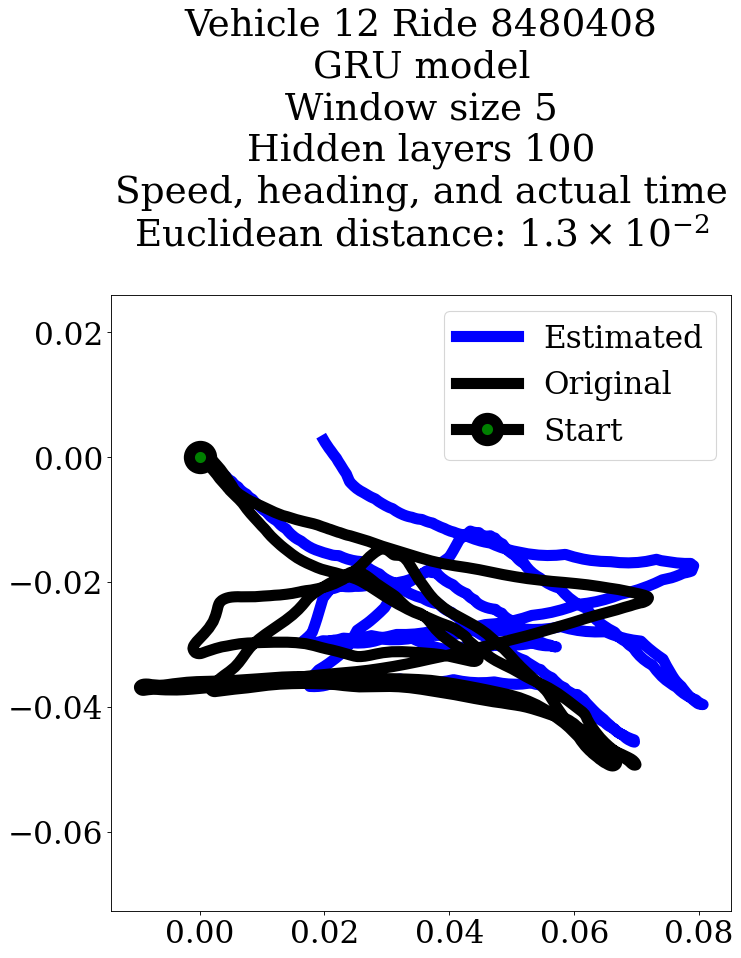 Vehicle 12 Ride 8480408
GRU model
Window size 5
Hidden layers 100
Speed, heading, and actual time
Euclidean distance: 1.3 × 10⁻²
Estimated
Original
Start
0.02
0.00
−0.02
−0.04
−0.06
0.00 0.02 0.04 0.06 0.08